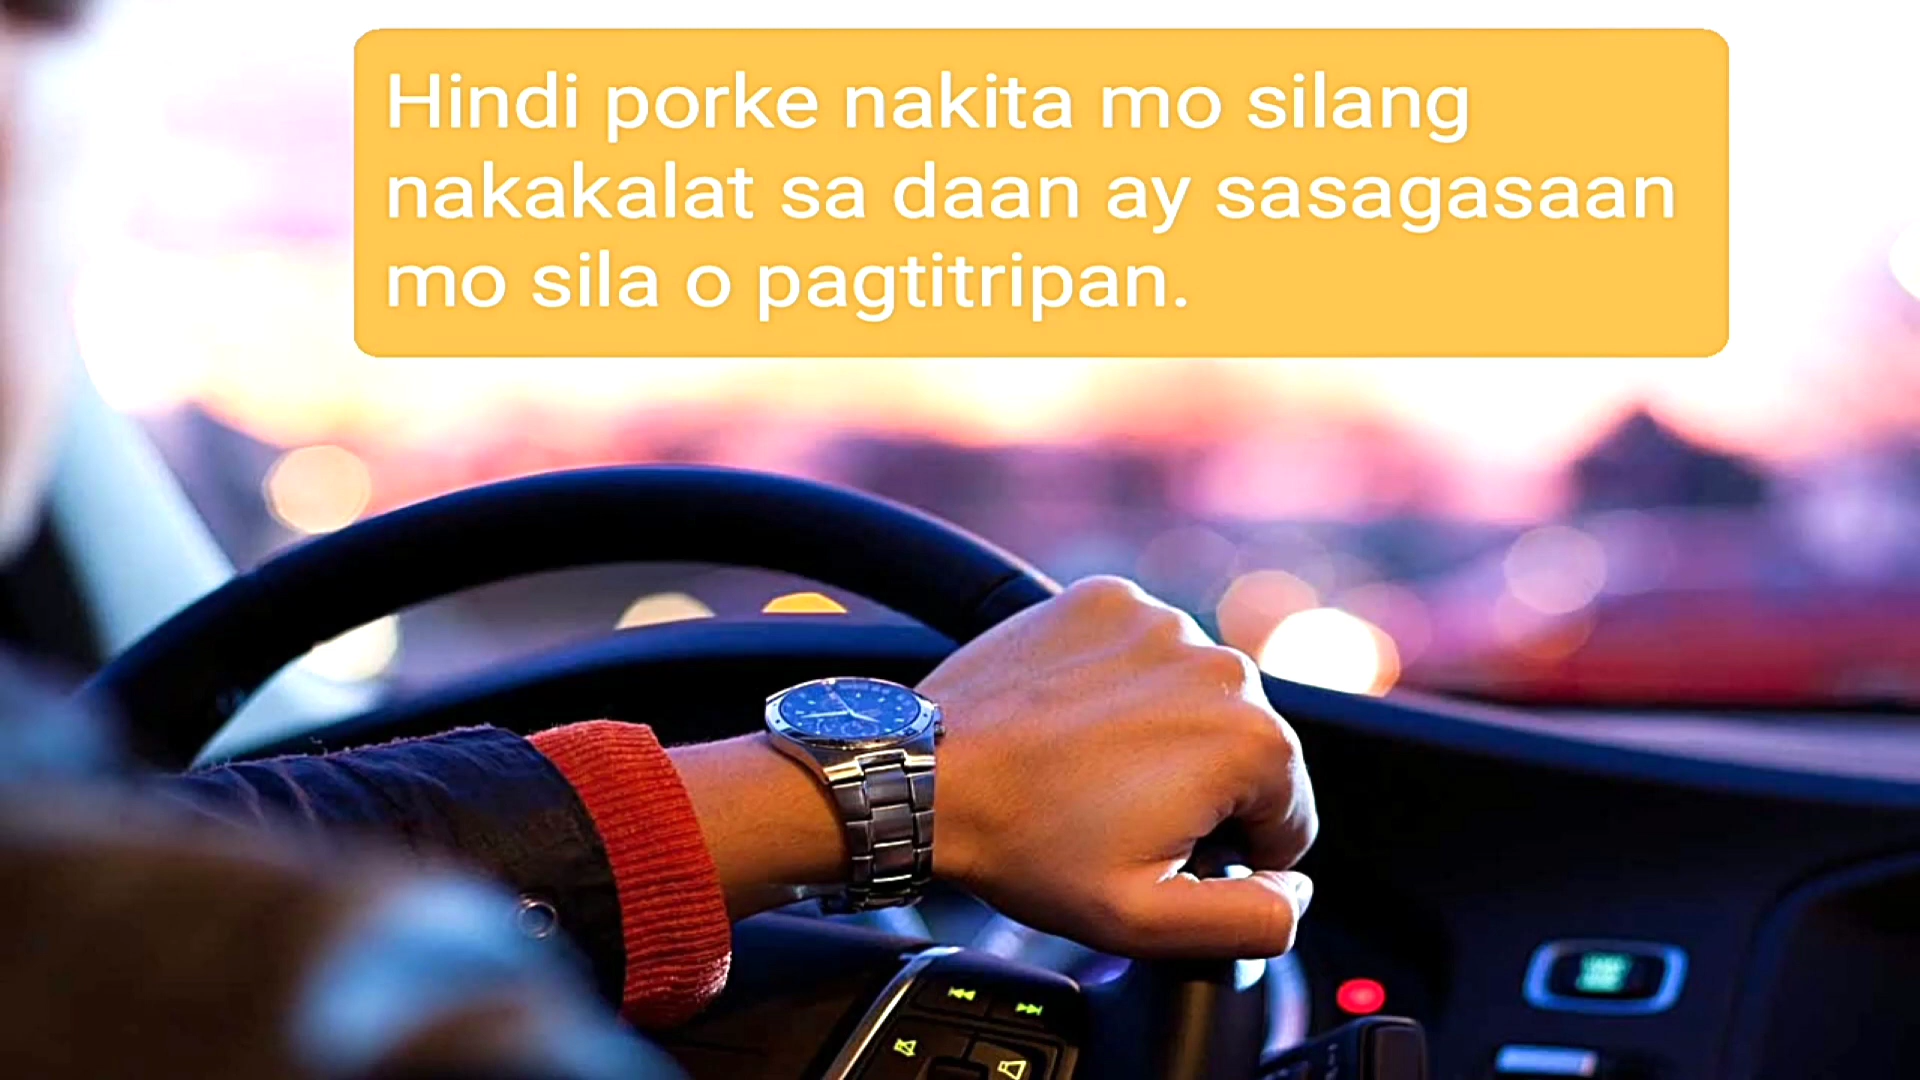 Hindi porke nakita mo silang
nakakalat sa daan ay sasagasaan
mo sila o pagtitripan.